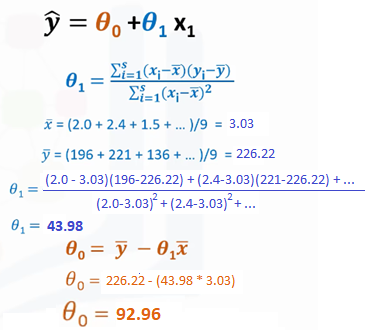 ŷ = θ₀ +θ₁ x₁
θ₁ = Σˢᵢ₌₁(xᵢ−x̅)(yᵢ−y̅) / Σˢᵢ₌₁(xᵢ−x̅)²
x̅ = (2.0 + 2.4 + 1.5 + ... )/9 = 3.03
y̅ = (196 + 221 + 136 + ... )/9 = 226.22
θ₁ = (2.0 - 3.03)(196-226.22) + (2.4-3.03)(221-226.22) + ... / (2.0-3.03)² + (2.4-3.03)² + ...
θ₁ = 43.98
θ₀ = y̅ − θ₁x̅
θ₀ = 226.22 - (43.98 * 3.03)
θ₀ = 92.96